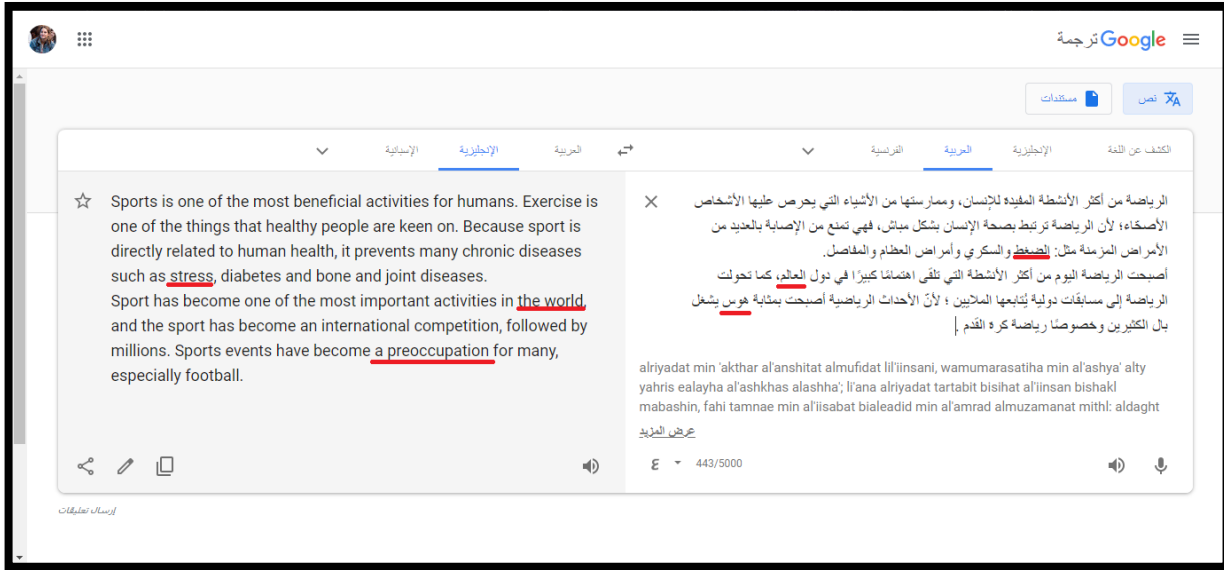 Google ترجمة
نص
مستندات
الكشف عن اللغة
الإنجليزية
العربية
الفرنسية
العربية
الإنجليزية
الإسبانية
الرياضة من أكثر الأنشطة المفيدة للإنسان، وممارستها من الأشياء التي يحرص عليها الأشخاص
الأصحّاء؛ لأن الرياضة ترتبط بصحة الإنسان بشكل مباش، فهي تمنع من الإصابة بالعديد من
الأمراض المزمنة مثل: الضغط والسكري وأمراض العظام والمفاصل.
أصبحت الرياضة اليوم من أكثر الأنشطة التي تلقَى اهتمامًا كبيرًا في دول العالم، كما تحولت
الرياضة إلى مسابقَات دولية يُتابعها الملايين ؛ لأنّ الأحداث الرياضية أصبحت بمثابة هوس يشغل
بال الكثيرين وخصوصًا رياضة كرة القَدم .
alriyadat min 'akthar al'anshitat almufidat lil'iinsani, wamumarasatiha min al'ashya' alty
yahris ealayha al'ashkhas alashha'; li'ana alriyadat tartabit bisihat al'iinsan bishakl
mabashin, fahi tamnae min al'iisabat bialeadid min al'amrad almuzamanat mithl: aldaght
عرض المزيد
443/5000
Sports is one of the most beneficial activities for humans. Exercise is
one of the things that healthy people are keen on. Because sport is
directly related to human health, it prevents many chronic diseases
such as stress, diabetes and bone and joint diseases.
Sport has become one of the most important activities in the world,
and the sport has become an international competition, followed by
millions. Sports events have become a preoccupation for many,
especially football.
إرسال تعليقات